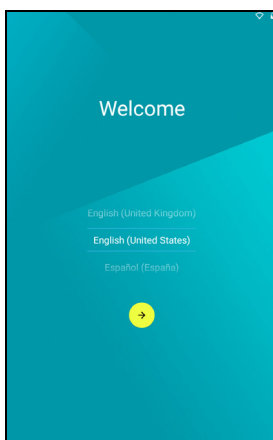 Welcome
English (United Kingdom)
English (United States)
Español (España)